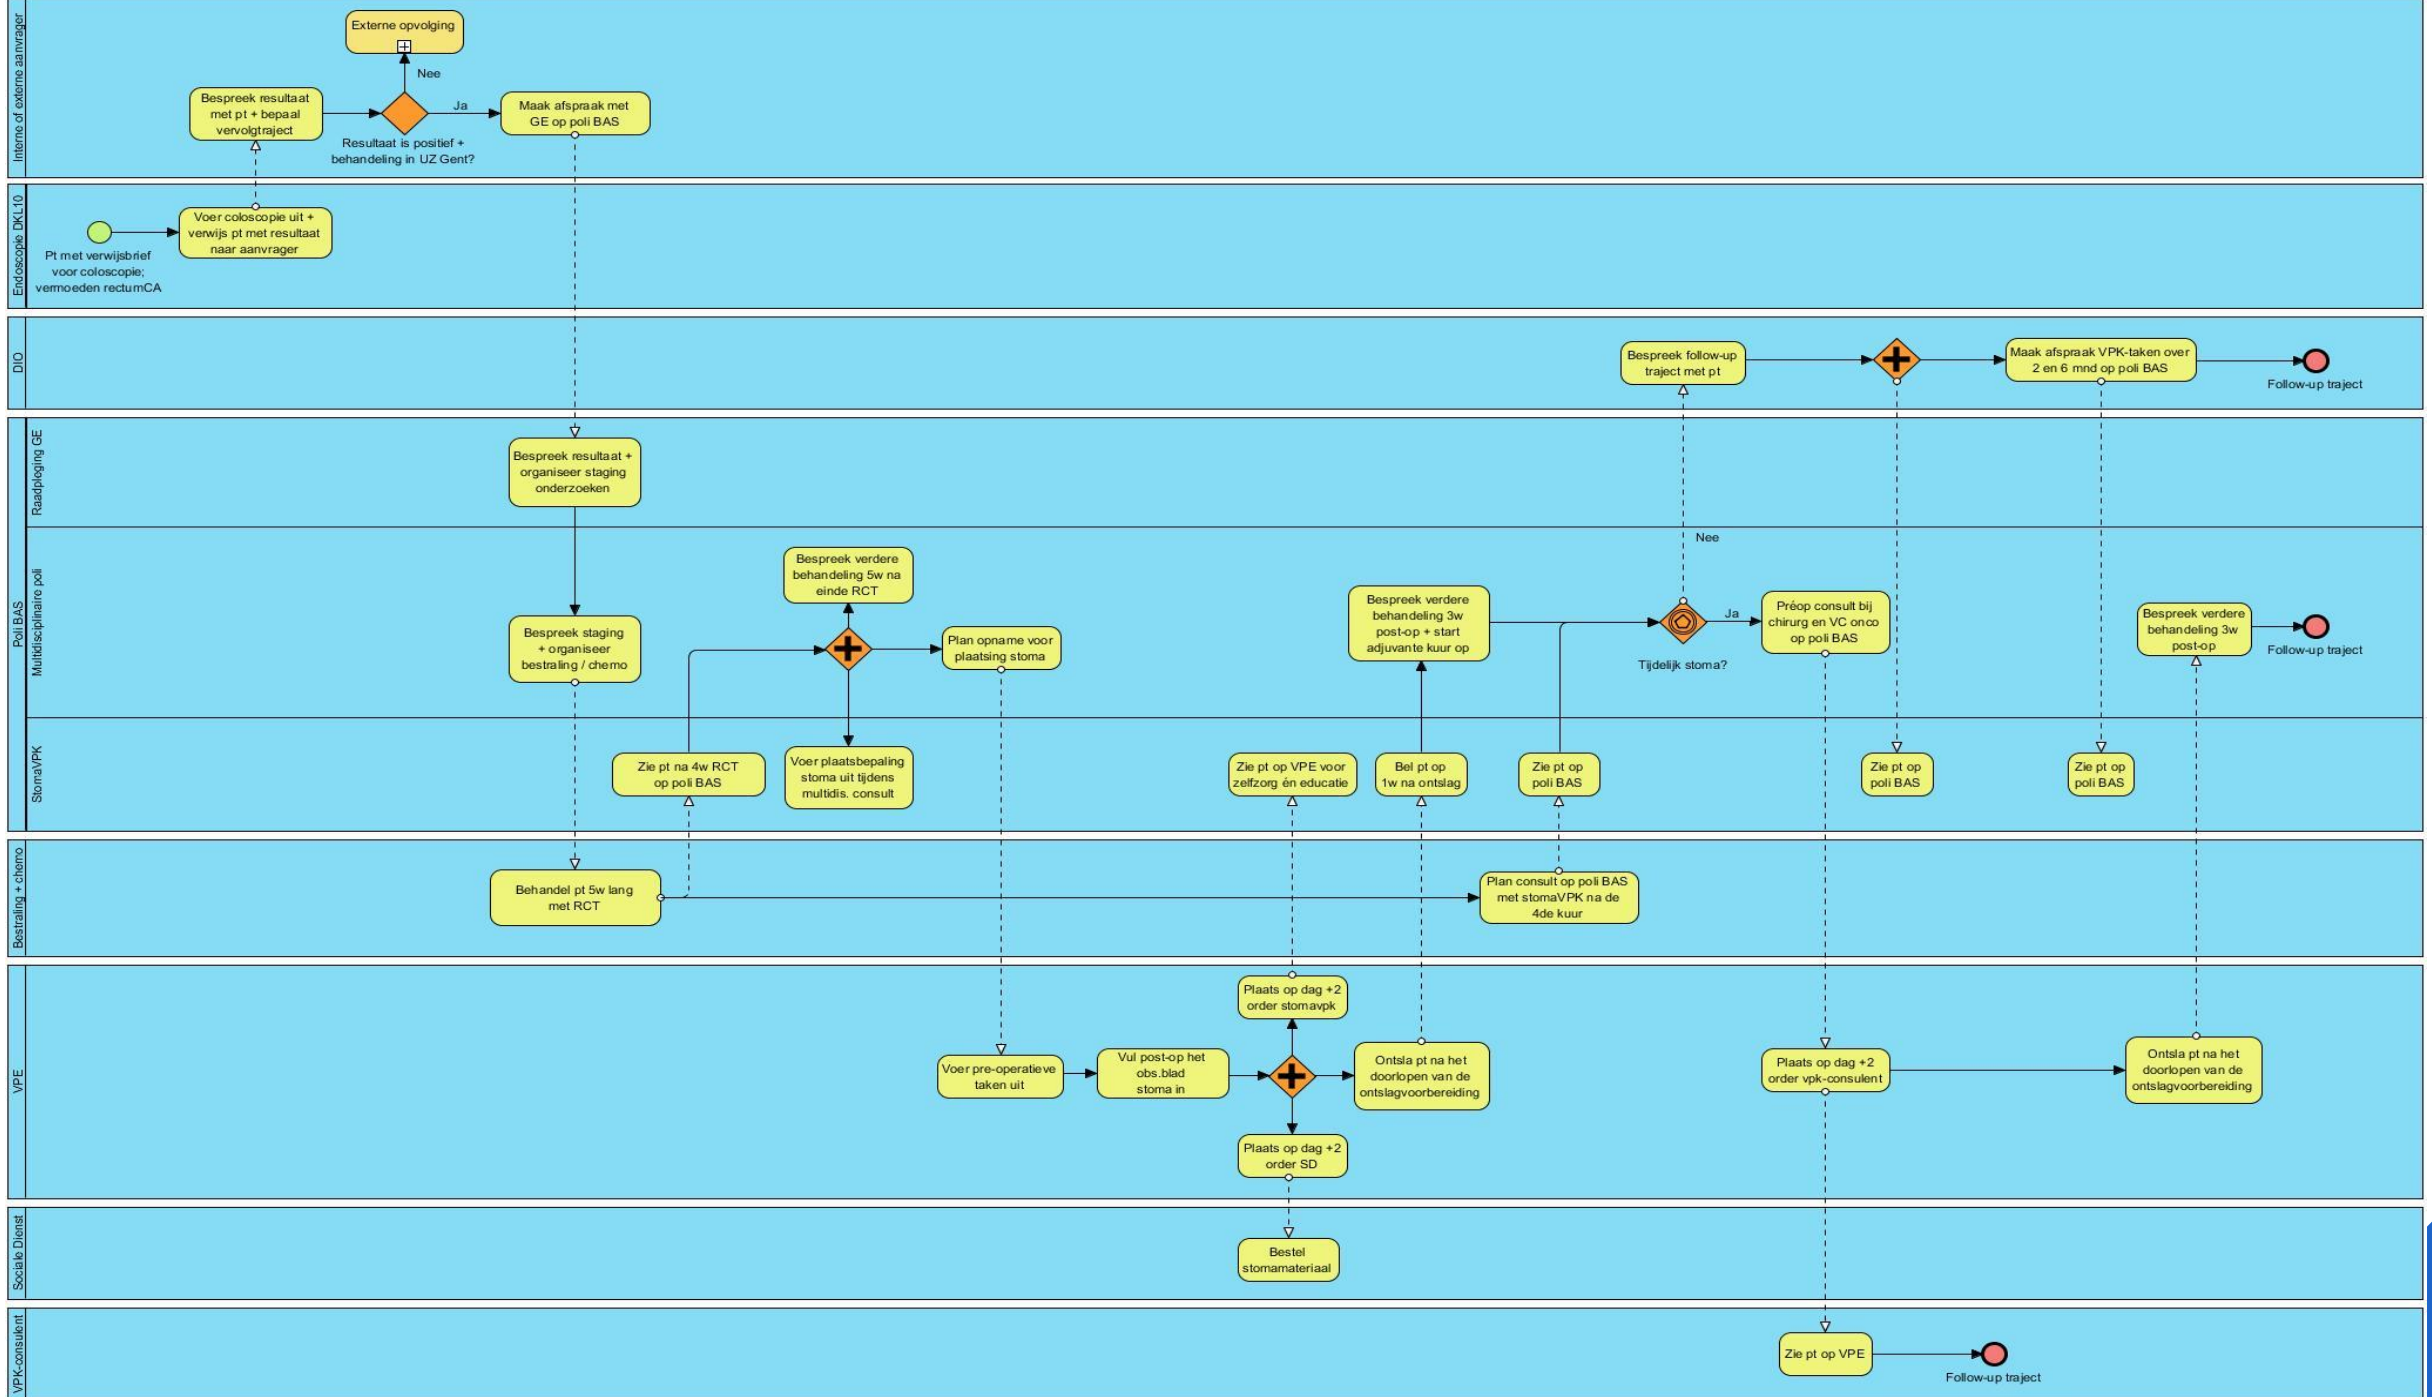 Interne of externe aanvrager
Externe opvolging
Nee
Bespreek resultaat
met pt + bepaal
vervolgtraject
Ja
Maak afspraak met
GE op poli BAS
Resultaat is positief +
behandeling in UZ Gent?
Endoscopie DKL10
Voer coloscopie uit +
verwijs pt met resultaat
naar aanvrager
Pt met verwijsbrief
voor coloscopie;
vermoeden rectumCA
DIO
Bespreek follow-up
traject met pt
Maak afspraak VPK-taken over
2 en 6 mnd op poli BAS
Follow-up traject
Poli BAS
Raadpleging GE
Bespreek resultaat +
organiseer staging
onderzoeken
Multidisciplinaire poli
Bespreek staging
+ organiseer
bestraling / chemo
Bespreek verdere
behandeling 5w na
einde RCT
Plan opname voor
plaatsing stoma
Bespreek verdere
behandeling 3w
post-op + start
adjuvante kuur op
Nee
Tijdelijk stoma?
Ja
Préop consult bij
chirurg en VC onco
op poli BAS
Bespreek verdere
behandeling 3w
post-op
Follow-up traject
StomaVPK
Zie pt na 4w RCT
op poli BAS
Voer plaatsbepaling
stoma uit tijdens
multidis. consult
Zie pt op VPE voor
zelfzorg én educatie
Bel pt op
1w na ontslag
Zie pt op
poli BAS
Zie pt op
poli BAS
Zie pt op
poli BAS
Bestraling + chemo
Behandel pt 5w lang
met RCT
Plan consult op poli BAS
met stomaVPK na de
4de kuur
VPE
Voer pre-operatieve
taken uit
Vul post-op het
obs.blad
stoma in
Plaats op dag +2
order stomavpk
Ontsla pt na het
doorlopen van de
ontslagvoorbereiding
Plaats op dag +2
order SD
Plaats op dag +2
order vpk-consulent
Ontsla pt na het
doorlopen van de
ontslagvoorbereiding
Sociale Dienst
Bestel
stomamateriaal
VPK-consulent
Zie pt op VPE
Follow-up traject